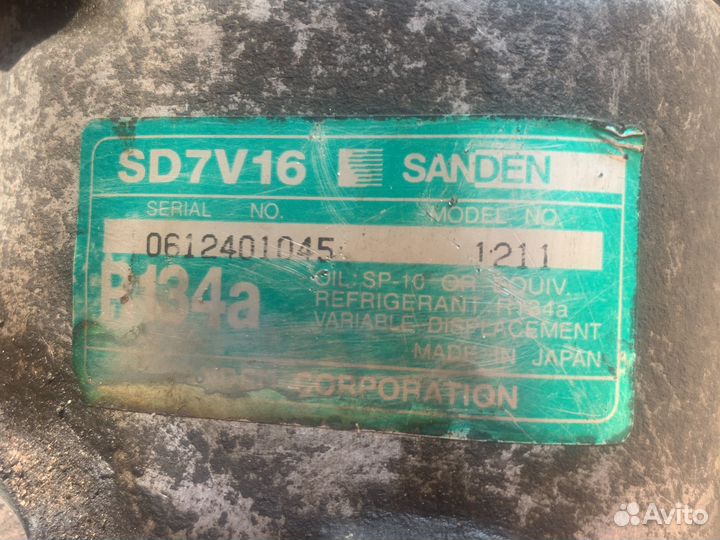 SD7V16 SANDEN
SERIAL NO. MODEL NO.
0612401045 1211
R134a
OIL: SP-10 OR EQUIV.
REFRIGERANT R134a
VARIABLE DISPLACEMENT
MADE IN JAPAN
CORPORATION
Avito